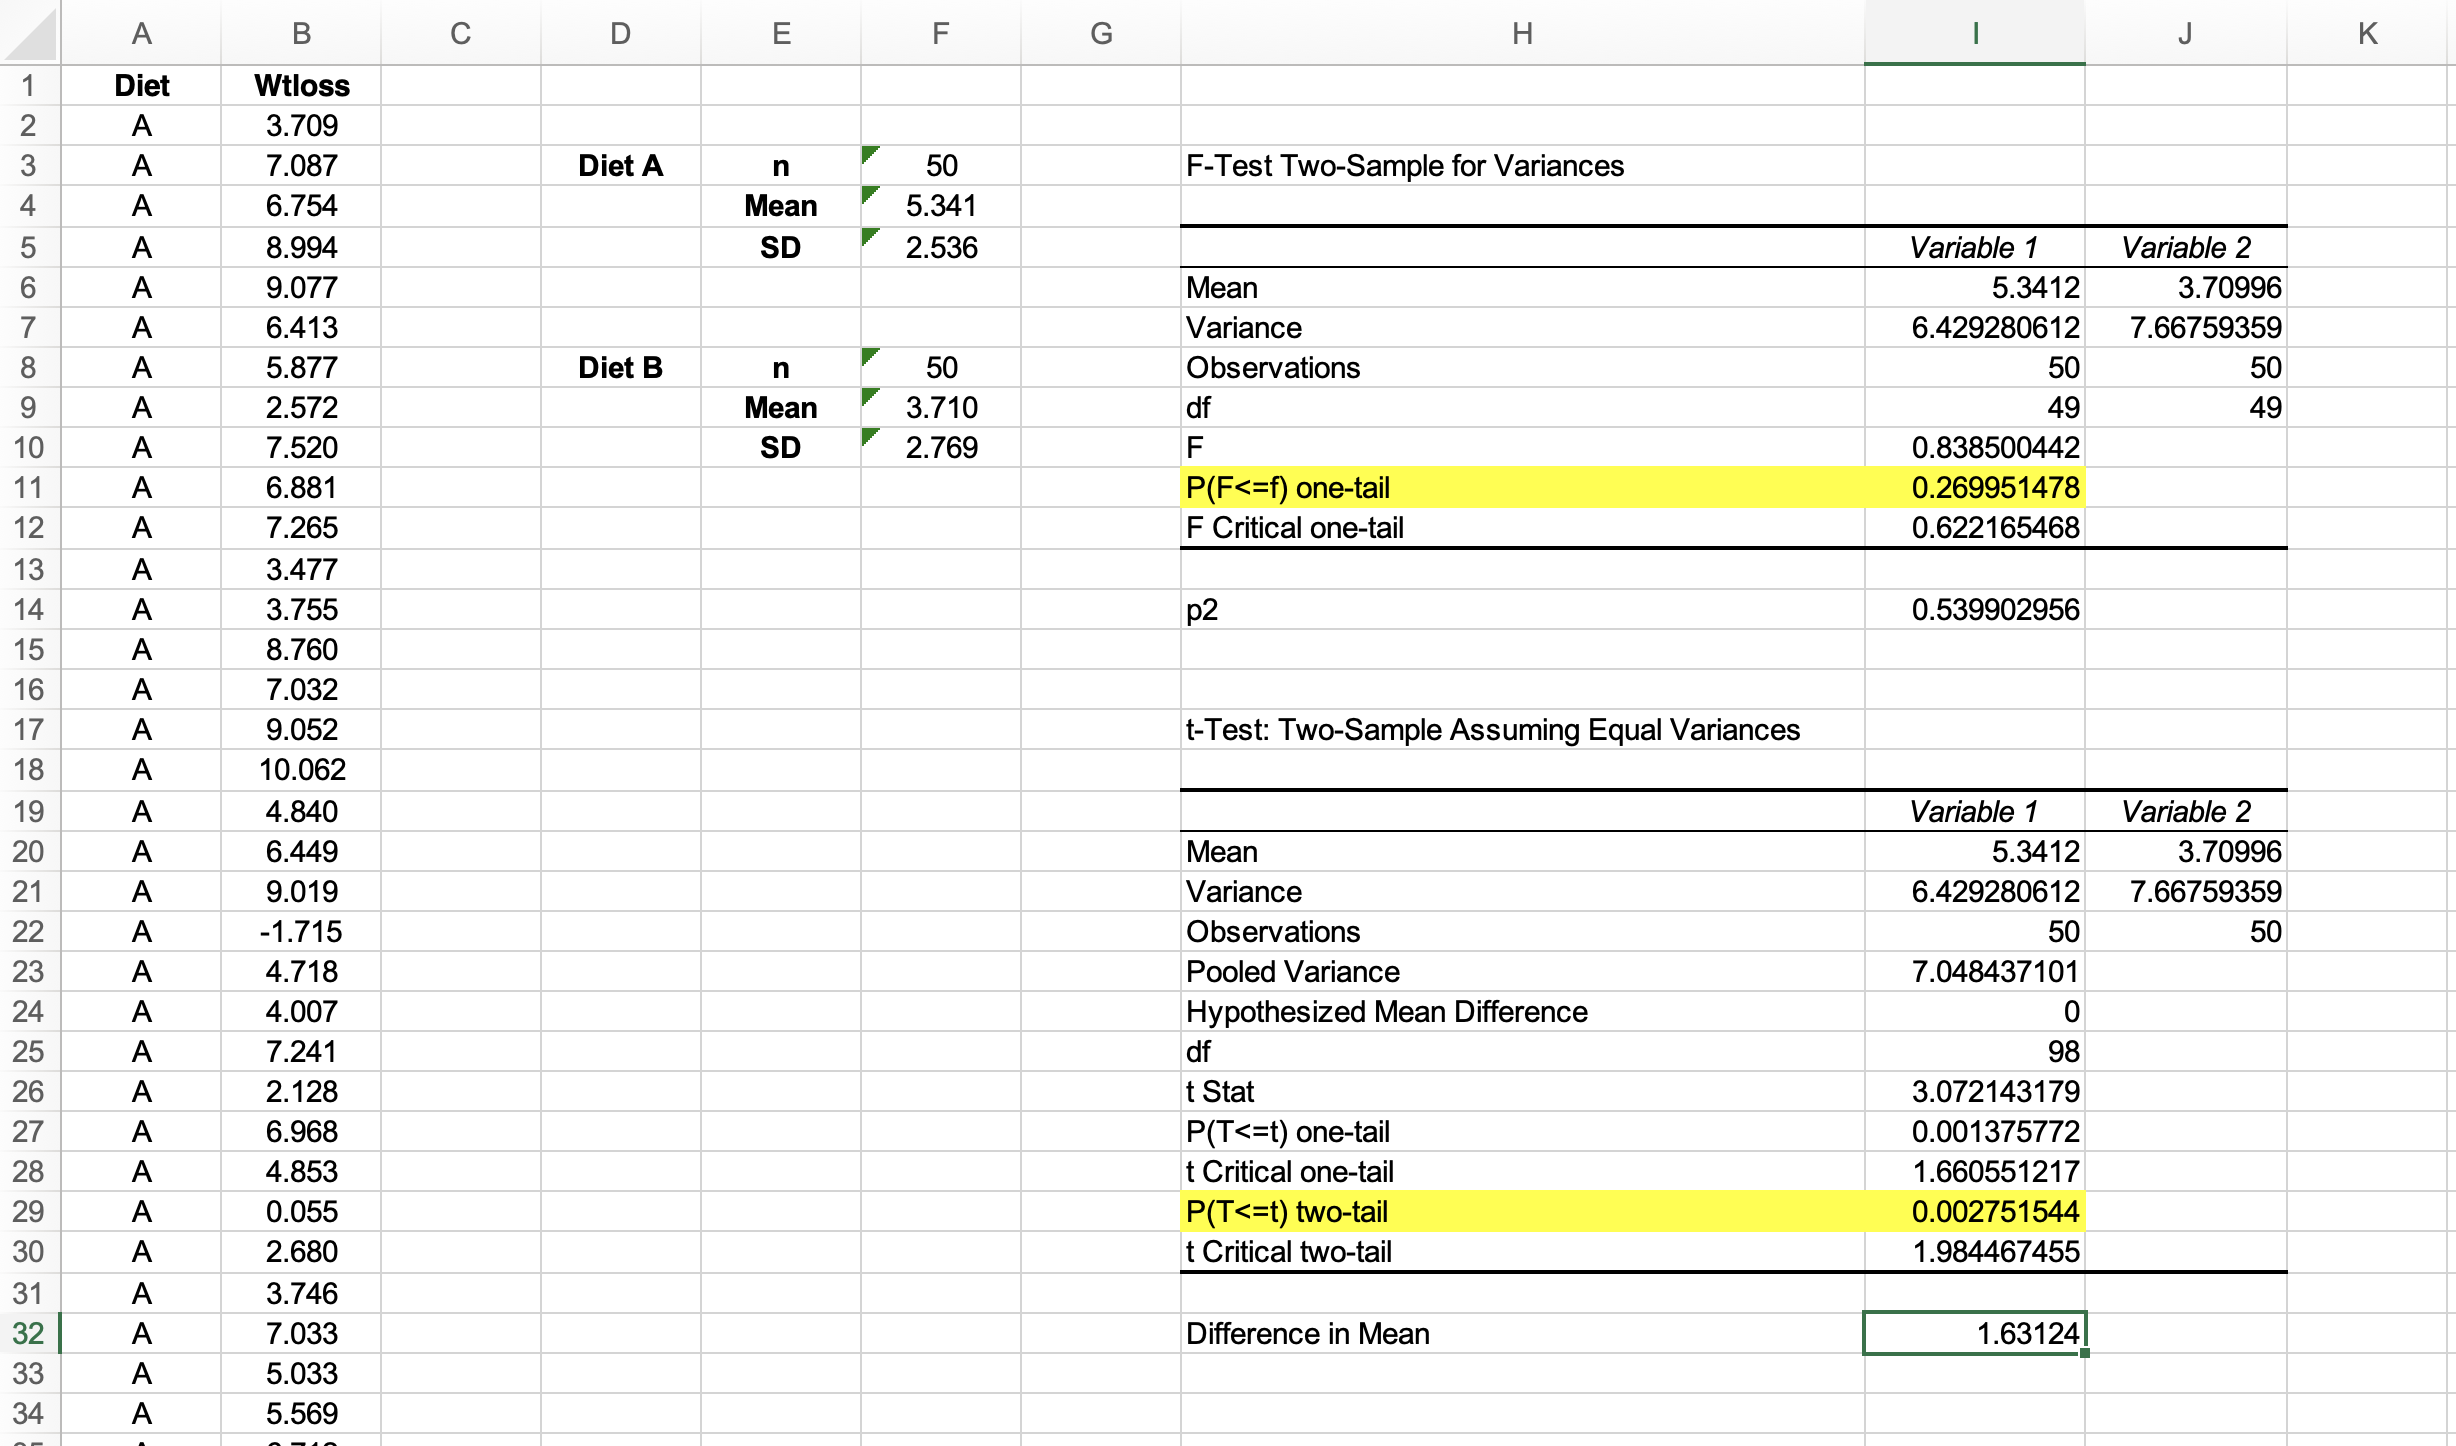 A B C D E F G H I J K
1 Diet Wtloss
2 A 3.709
3 A 7.087 Diet A n 50 F-Test Two-Sample for Variances
4 A 6.754 Mean 5.341
5 A 8.994 SD 2.536 Variable 1 Variable 2
6 A 9.077 Mean 5.3412 3.70996
7 A 6.413 Variance 6.429280612 7.66759359
8 A 5.877 Diet B n 50 Observations 50 50
9 A 2.572 Mean 3.710 df 49 49
10 A 7.520 SD 2.769 F 0.838500442
11 A 6.881 P(F<=f) one-tail 0.269951478
12 A 7.265 F Critical one-tail 0.622165468
13 A 3.477
14 A 3.755 p2 0.539902956
15 A 8.760
16 A 7.032
17 A 9.052 t-Test: Two-Sample Assuming Equal Variances
18 A 10.062
19 A 4.840 Variable 1 Variable 2
20 A 6.449 Mean 5.3412 3.70996
21 A 9.019 Variance 6.429280612 7.66759359
22 A -1.715 Observations 50 50
23 A 4.718 Pooled Variance 7.048437101
24 A 4.007 Hypothesized Mean Difference 0
25 A 7.241 df 98
26 A 2.128 t Stat 3.072143179
27 A 6.968 P(T<=t) one-tail 0.001375772
28 A 4.853 t Critical one-tail 1.660551217
29 A 0.055 P(T<=t) two-tail 0.002751544
30 A 2.680 t Critical two-tail 1.984467455
31 A 3.746
32 A 7.033 Difference in Mean 1.63124
33 A 5.033
34 A 5.569